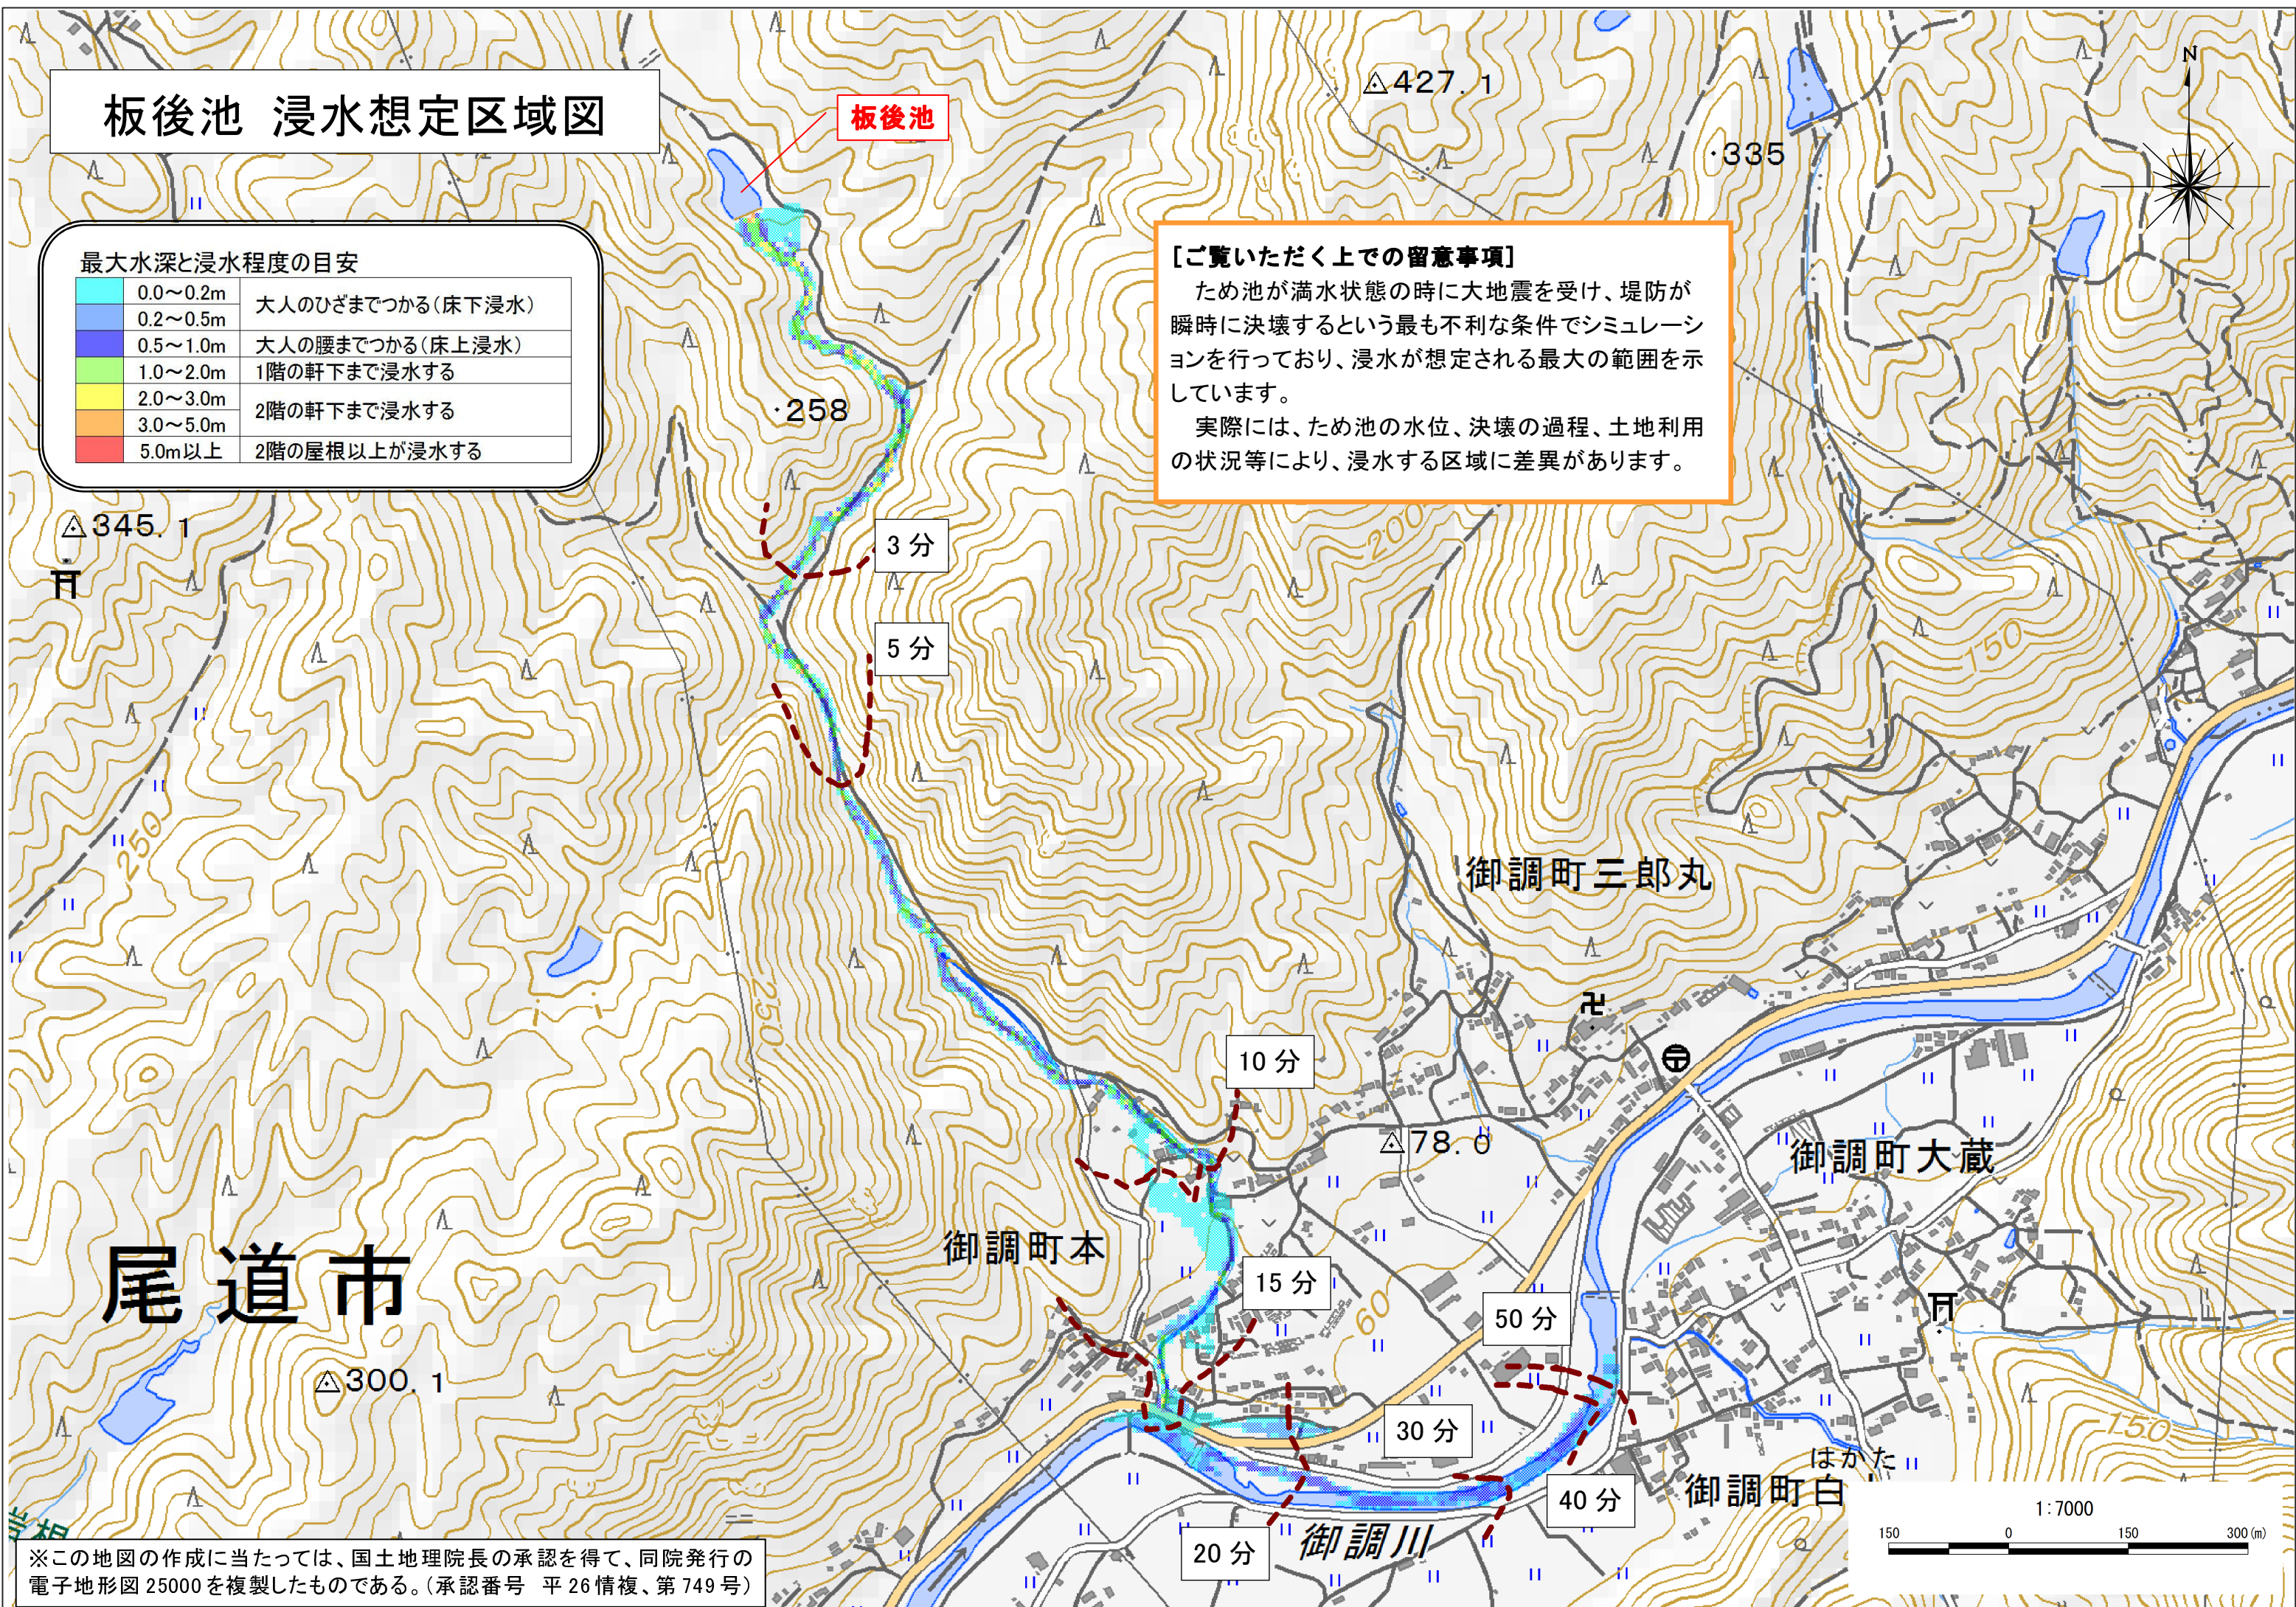 板後池 浸水想定区域図
板後池
最大水深と浸水程度の目安
0.0～0.2m
大人のひざまでつかる（床下浸水）
0.2～0.5m
0.5～1.0m 大人の腰までつかる（床上浸水）
1.0～2.0m 1階の軒下まで浸水する
2.0～3.0m
2階の軒下まで浸水する
3.0～5.0m
5.0m以上 2階の屋根以上が浸水する
[ご覧いただく上での留意事項]
ため池が満水状態の時に大地震を受け、堤防が
瞬時に決壊するという最も不利な条件でシミュレーシ
ョンを行っており、浸水が想定される最大の範囲を示
しています。
実際には、ため池の水位、決壊の過程、土地利用
の状況等により、浸水する区域に差異があります。
N
427.1
335
258
345.1
200
150
250
250
3分
5分
御調町三郎丸
10分
78.0
御調町大蔵
御調町本
15分
60
50分
尾道市
300.1
30分
40分
20分
御調川
はかた
御調町白
150
1:7000
150 0 150 300(m)
※この地図の作成に当たっては、国土地理院長の承認を得て、同院発行の
電子地形図25000を複製したものである。（承認番号 平26情複、第749号）